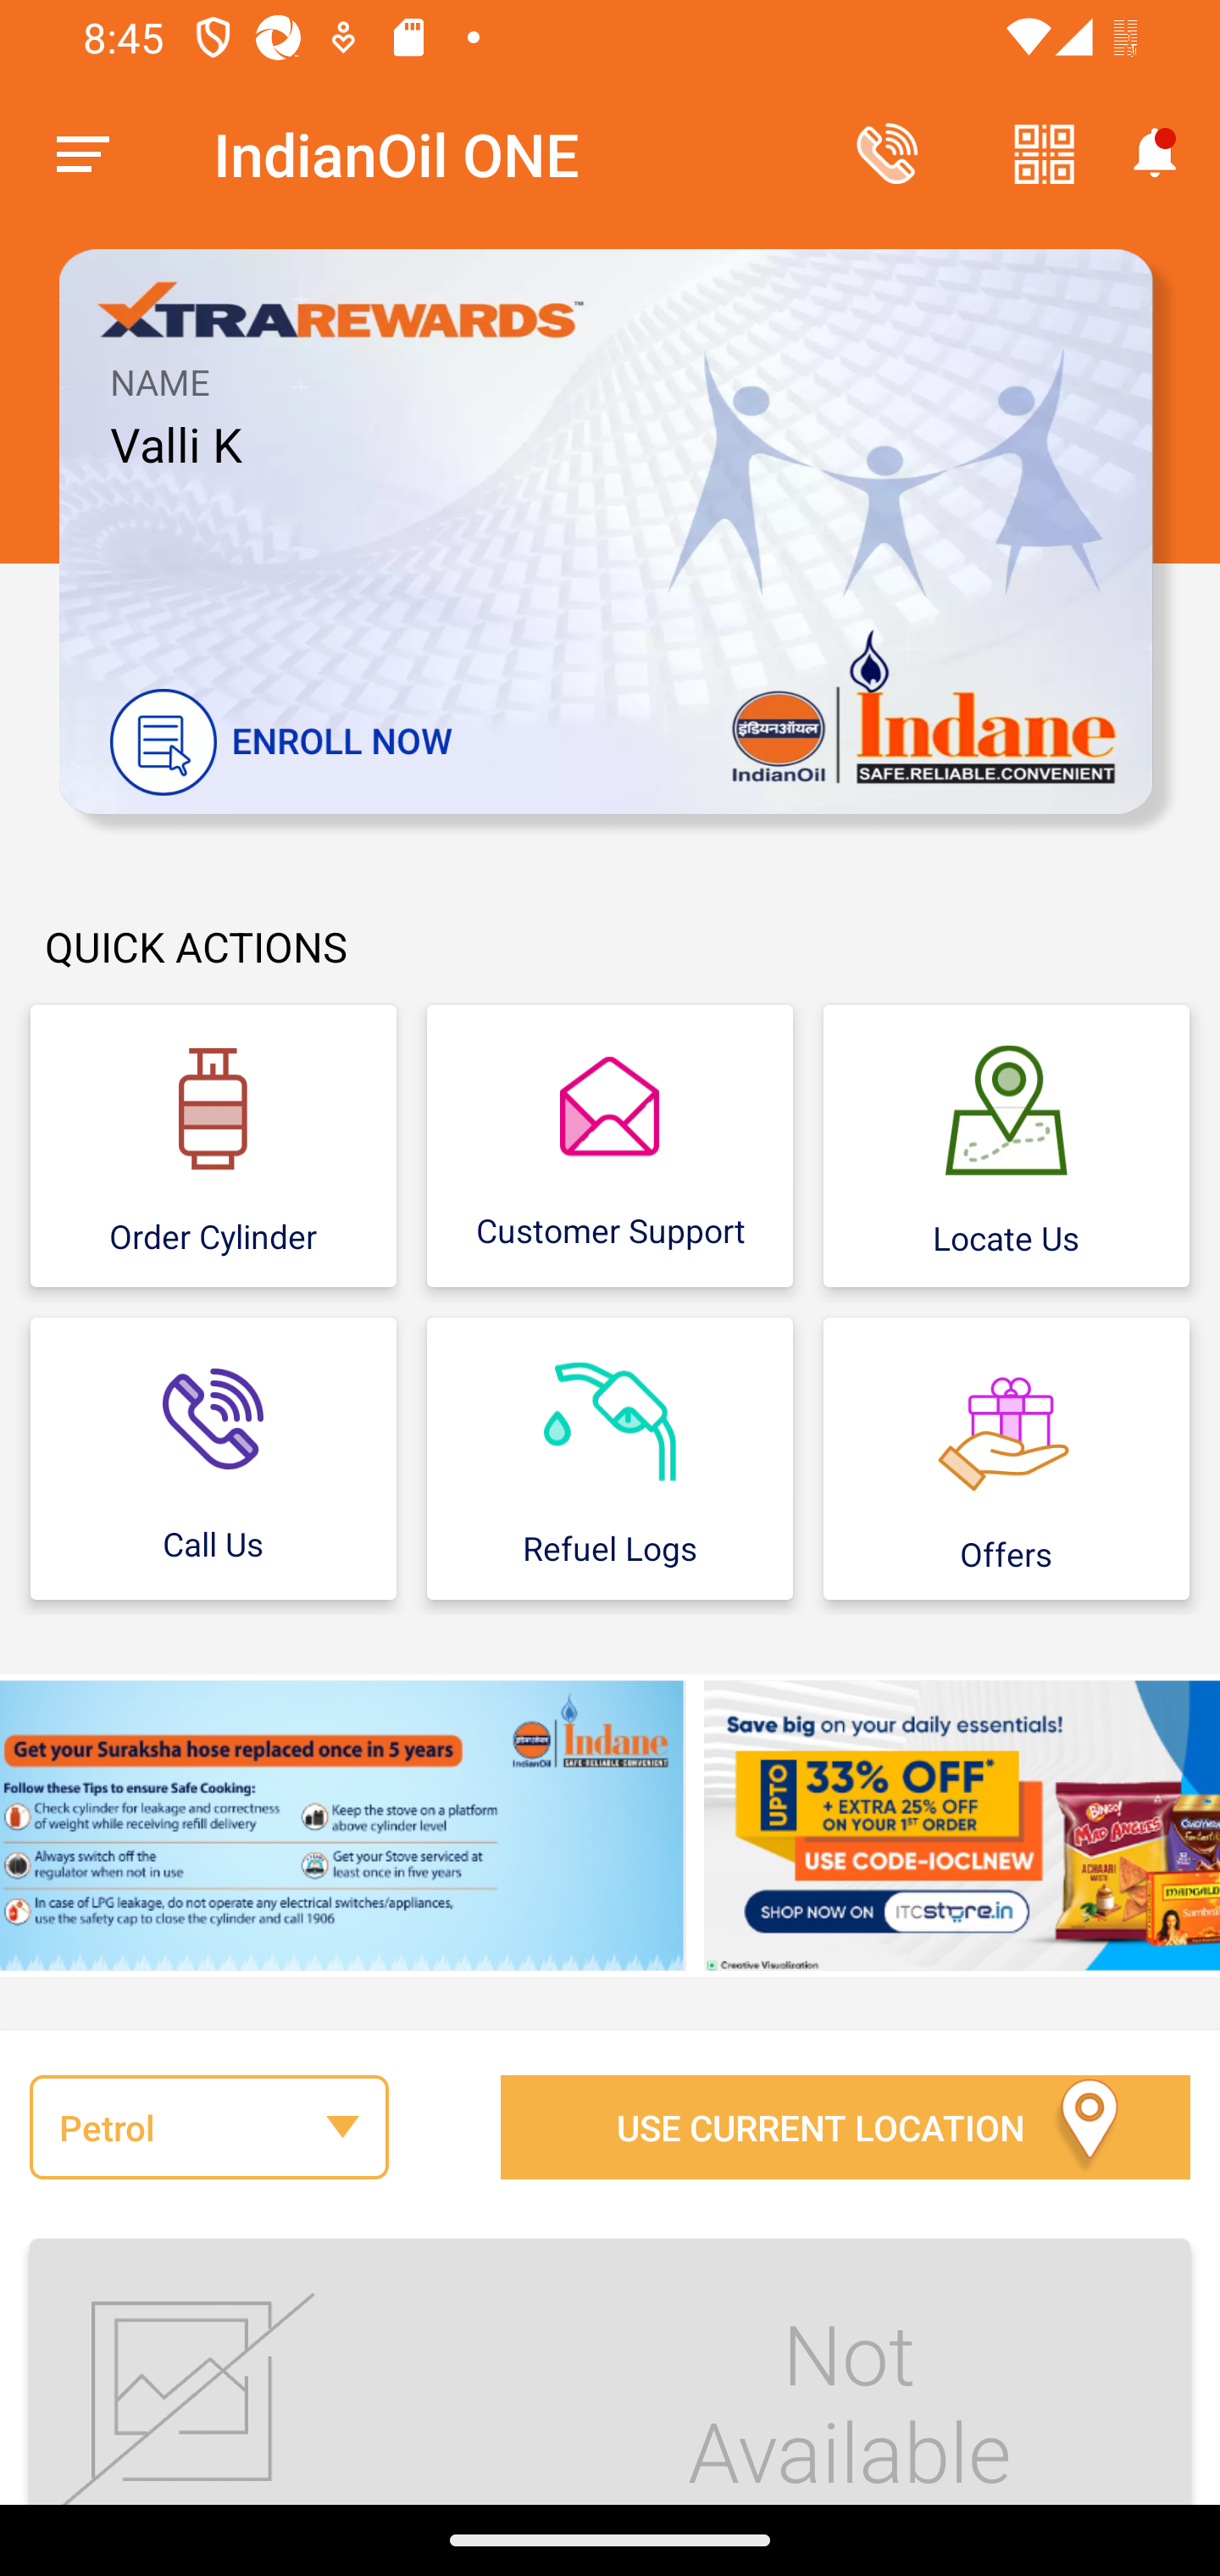 8:45
IndianOil ONE
XTRAREWARDS™
NAME
Valli K
ENROLL NOW
इंडियनऑयल
IndianOil
Indane
SAFE.RELIABLE.CONVENIENT
QUICK ACTIONS
Order Cylinder
Customer Support
Locate Us
Call Us
Refuel Logs
Offers
Get your Suraksha hose replaced once in 5 years
IndianOil
Indane
SAFE·RELIABLE·CONVENIENT
Follow these Tips to ensure Safe Cooking:
Check cylinder for leakage and correctness
of weight while receiving refill delivery
Keep the stove on a platform
above cylinder level
Always switch off the
regulator when not in use
Get your Stove serviced at
least once in five years
In case of LPG leakage, do not operate any electrical switches/appliances,
use the safety cap to close the cylinder and call 1906
Save big on your daily essentials!
UPTO
33% OFF*
+ EXTRA 25% OFF
ON YOUR 1ST ORDER
USE CODE-IOCLNEW
SHOP NOW ON ITCstore.in
BINGO!
MAD ANGLES
ACHAARI
MASTI
Creative Visualization
Petrol
USE CURRENT LOCATION
Not
Available